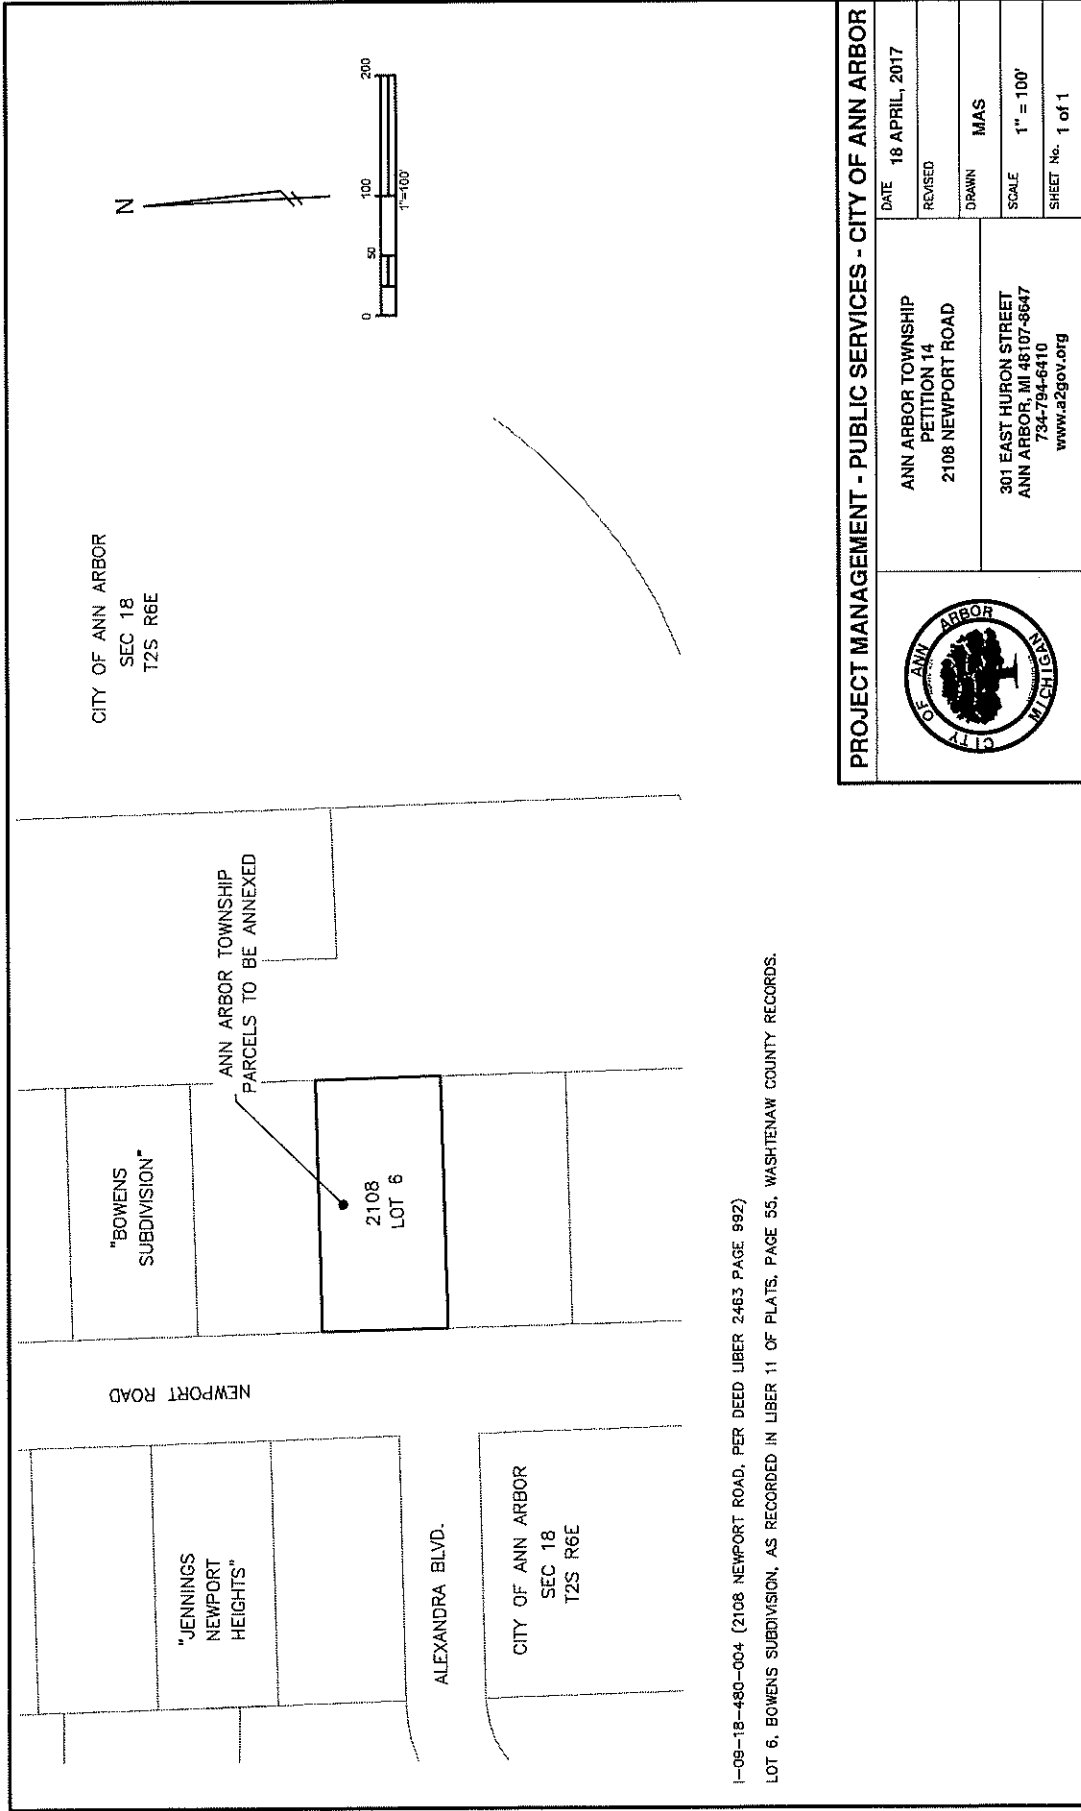 "JENNINGS
NEWPORT
HEIGHTS"
NEWPORT ROAD
"BOWENS
SUBDIVISION"
ANN ARBOR TOWNSHIP
PARCELS TO BE ANNEXED
2108
LOT 6
ALEXANDRA BLVD.
CITY OF ANN ARBOR
SEC 18
T2S R6E
CITY OF ANN ARBOR
SEC 18
T2S R6E
N
0 50 100 200
1"=100'
I-09-18-480-004 (2108 NEWPORT ROAD, PER DEED LIBER 2463 PAGE 992)
LOT 6, BOWENS SUBDIVISION, AS RECORDED IN LIBER 11 OF PLATS, PAGE 55, WASHTENAW COUNTY RECORDS.
PROJECT MANAGEMENT - PUBLIC SERVICES - CITY OF ANN ARBOR
CITY OF ANN ARBOR
MICHIGAN
ANN ARBOR TOWNSHIP
PETITION 14
2108 NEWPORT ROAD
301 EAST HURON STREET
ANN ARBOR, MI 48107-8647
734-794-6410
www.a2gov.org
DATE 18 APRIL, 2017
REVISED
DRAWN MAS
SCALE 1" = 100'
SHEET No. 1 of 1